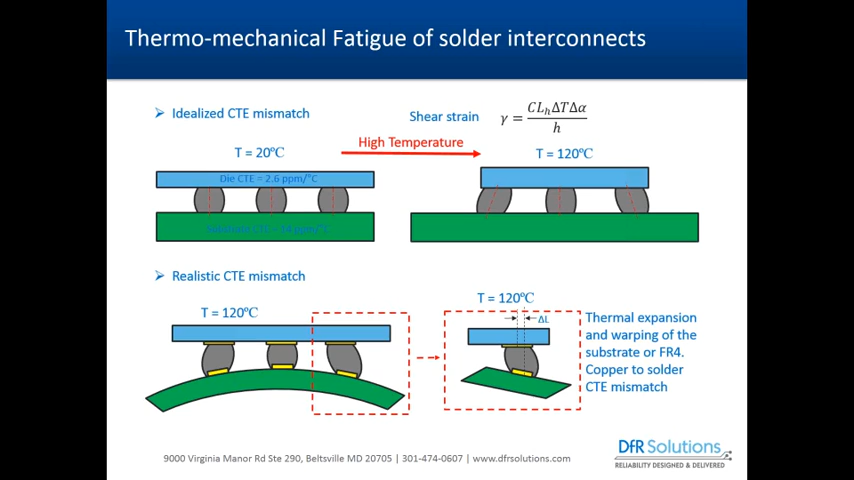 Thermo-mechanical Fatigue of solder interconnects
Idealized CTE mismatch
Shear strain γ = CL_hΔTΔα / h
High Temperature
T = 20°C
T = 120°C
Die CTE = 2.6 ppm/°C
Substrate CTE
ppm/°C
Realistic CTE mismatch
T = 120°C
T = 120°C
ΔL
Thermal expansion
and warping of the
substrate or FR4.
Copper to solder
CTE mismatch
9000 Virginia Manor Rd Ste 290, Beltsville MD 20705 | 301-474-0607 | www.dfrsolutions.com
DfR Solutions
RELIABILITY DESIGNED & DELIVERED